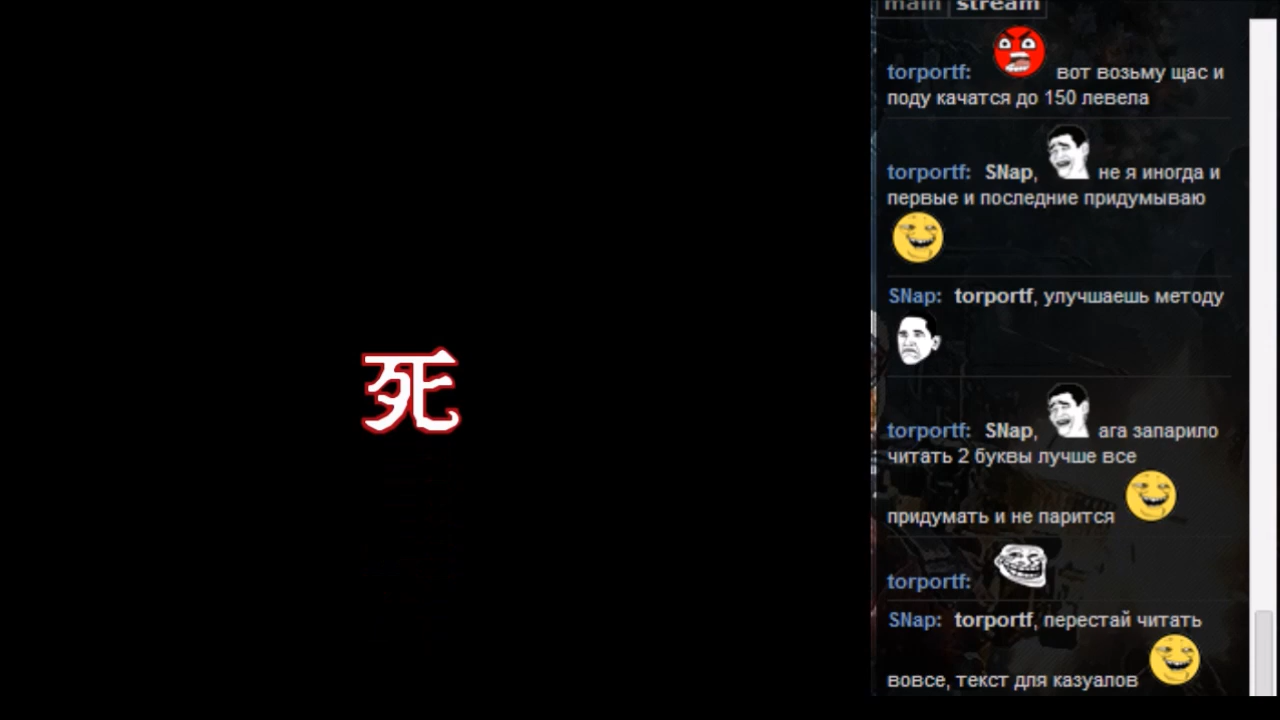 死
main stream
torportf: вот возьму щас и
поду качатся до 150 левела
torportf: SNap, не я иногда и
первые и последние придумываю
SNap: torportf, улучшаешь методу
torportf: SNap, ага запарило
читать 2 буквы лучше все
придумать и не парится
torportf:
SNap: torportf, перестай читать
вовсе, текст для казуалов